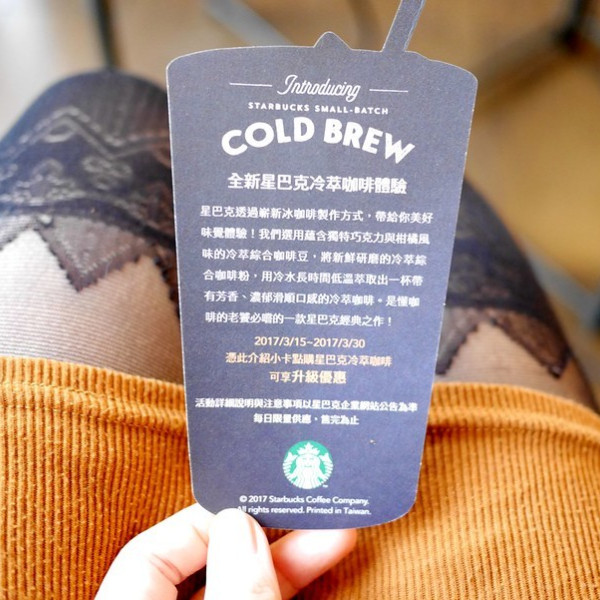 Introducing
STARBUCKS SMALL-BATCH
COLD BREW
全新星巴克冷萃咖啡體驗
星巴克透過嶄新冰咖啡製作方式，帶給你美好
味覺體驗！我們選用蘊含獨特巧克力與柑橘風
味的冷萃綜合咖啡豆，將新鮮研磨的冷萃綜
合咖啡粉，用冷水長時間低溫萃取出一杯帶
有芳香、濃郁滑順口感的冷萃咖啡。是懂咖
啡的老饕必嚐的一款星巴克經典之作！
2017/3/15~2017/3/30
憑此介紹小卡點購星巴克冷萃咖啡
可享升級優惠
活動詳細說明與注意事項以星巴克企業網站公告為準
每日限量供應，售完為止
© 2017 Starbucks Coffee Company.
All rights reserved. Printed in Taiwan.